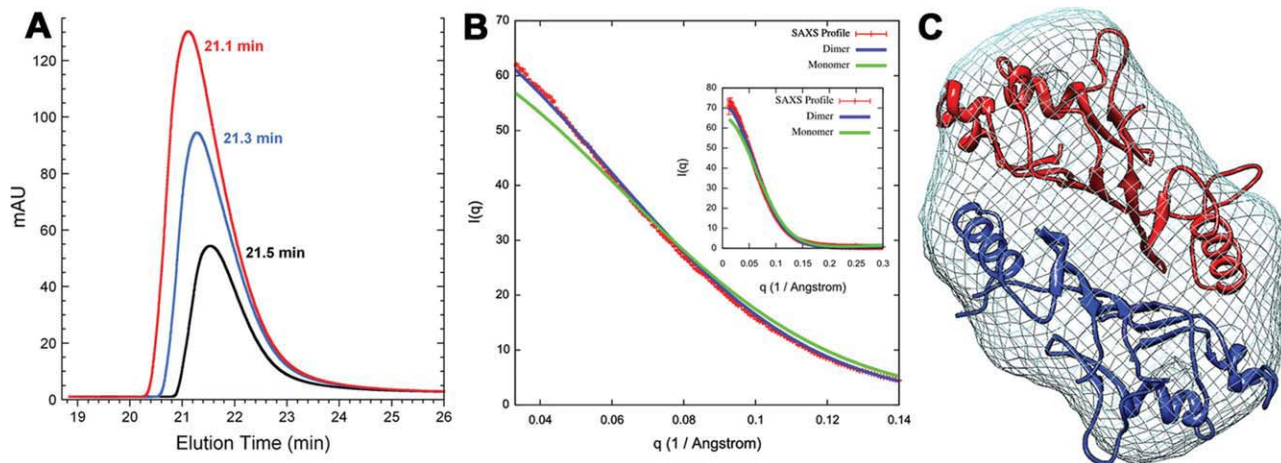 A
21.1 min
21.3 min
21.5 min
mAU
120
100
80
60
40
20
0
19 20 21 22 23 24 25 26
Elution Time (min)
B
SAXS Profile
Dimer
Monomer
I(q)
70
60
50
40
30
20
10
0
0.04 0.06 0.08 0.1 0.12 0.14
q (1 / Angstrom)
SAXS Profile
Dimer
Monomer
I(q)
80
70
60
50
40
30
20
10
0
0 0.05 0.1 0.15 0.2 0.25 0.3
q (1 / Angstrom)
C